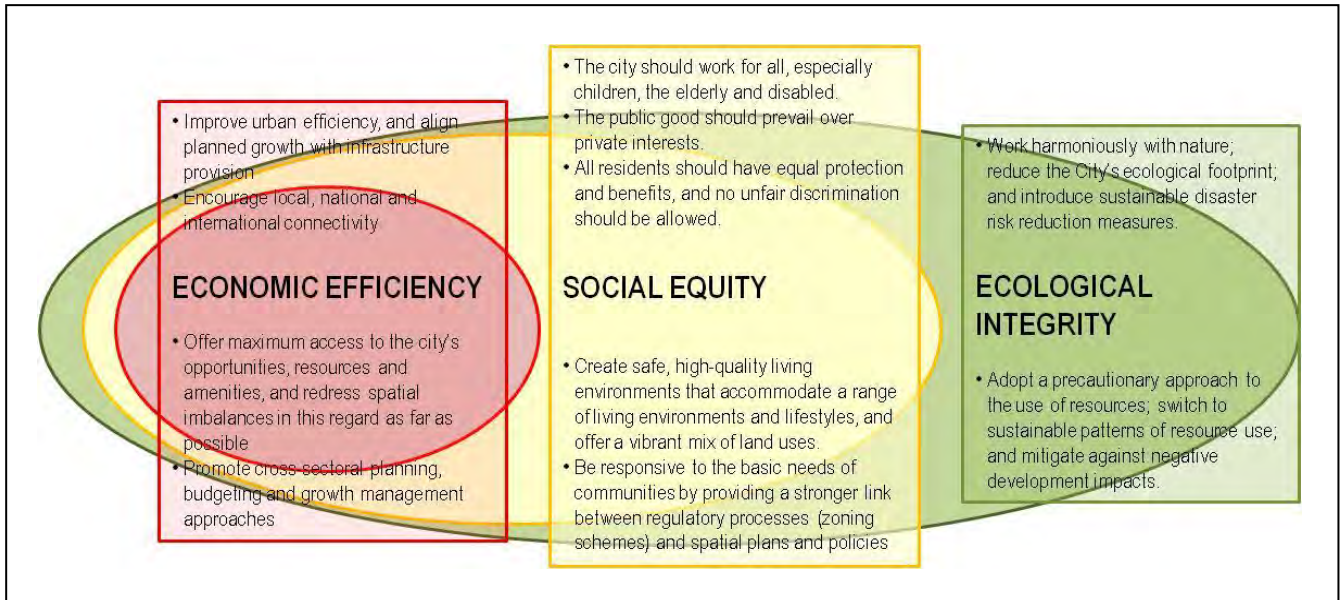 • Improve urban efficiency, and align
planned growth with infrastructure
provision
• Encourage local, national and
international connectivity
ECONOMIC EFFICIENCY
• Offer maximum access to the city's
opportunities, resources and
amenities, and redress spatial
imbalances in this regard as far as
possible
• Promote cross-sectoral planning,
budgeting and growth management
approaches
• The city should work for all, especially
children, the elderly and disabled.
• The public good should prevail over
private interests.
• All residents should have equal protection
and benefits, and no unfair discrimination
should be allowed.
SOCIAL EQUITY
• Create safe, high-quality living
environments that accommodate a range
of living environments and lifestyles, and
offer a vibrant mix of land uses.
• Be responsive to the basic needs of
communities by providing a stronger link
between regulatory processes (zoning
schemes) and spatial plans and policies
• Work harmoniously with nature;
reduce the City's ecological footprint;
and introduce sustainable disaster
risk reduction measures.
ECOLOGICAL
INTEGRITY
• Adopt a precautionary approach to
the use of resources; switch to
sustainable patterns of resource use;
and mitigate against negative
development impacts.